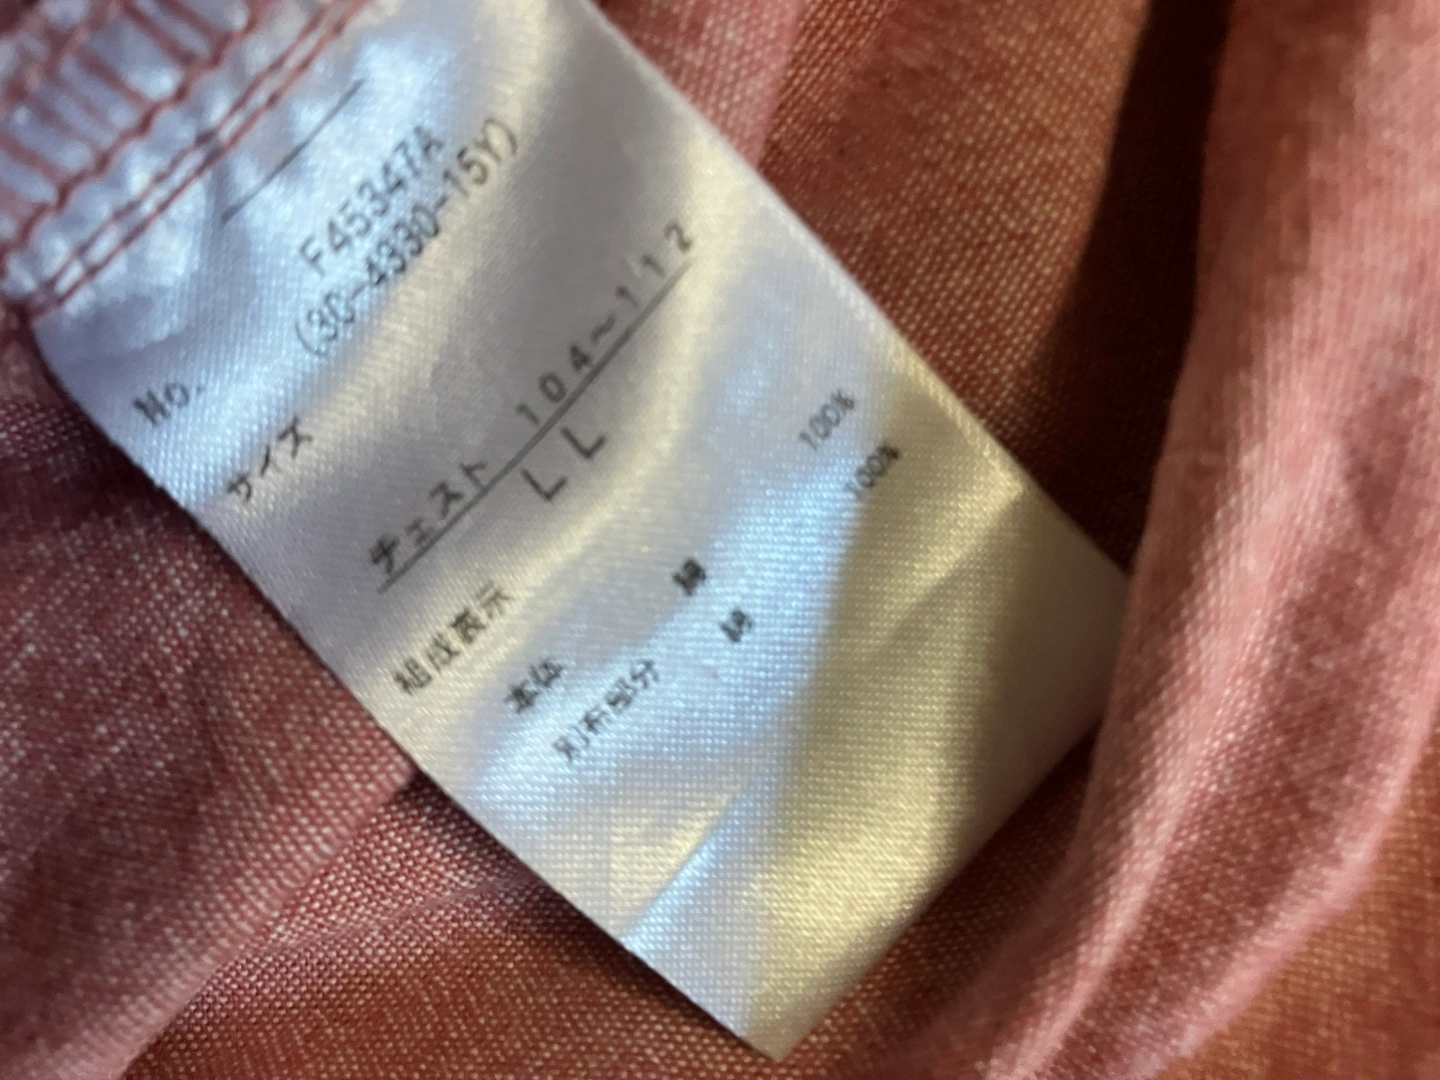 No. F45347A
(3C-4330-15Y)
サイズ
チェスト 104~112
LL
組成表示
本体 綿 100%
別布部分 綿 100%